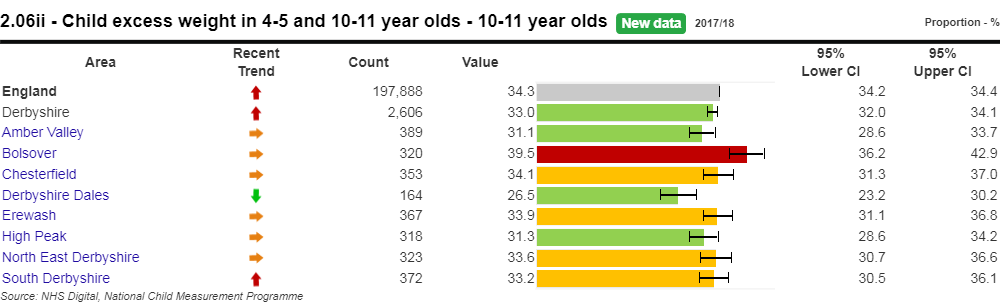 2.06ii - Child excess weight in 4-5 and 10-11 year olds - 10-11 year olds New data 2017/18 Proportion - %
Area Recent Trend Count Value 95% Lower CI 95% Upper CI
England 197,888 34.3 34.2 34.4
Derbyshire 2,606 33.0 32.0 34.1
Amber Valley 389 31.1 28.6 33.7
Bolsover 320 39.5 36.2 42.9
Chesterfield 353 34.1 31.3 37.0
Derbyshire Dales 164 26.5 23.2 30.2
Erewash 367 33.9 31.1 36.8
High Peak 318 31.3 28.6 34.2
North East Derbyshire 323 33.6 30.7 36.6
South Derbyshire 372 33.2 30.5 36.1
Source: NHS Digital, National Child Measurement Programme